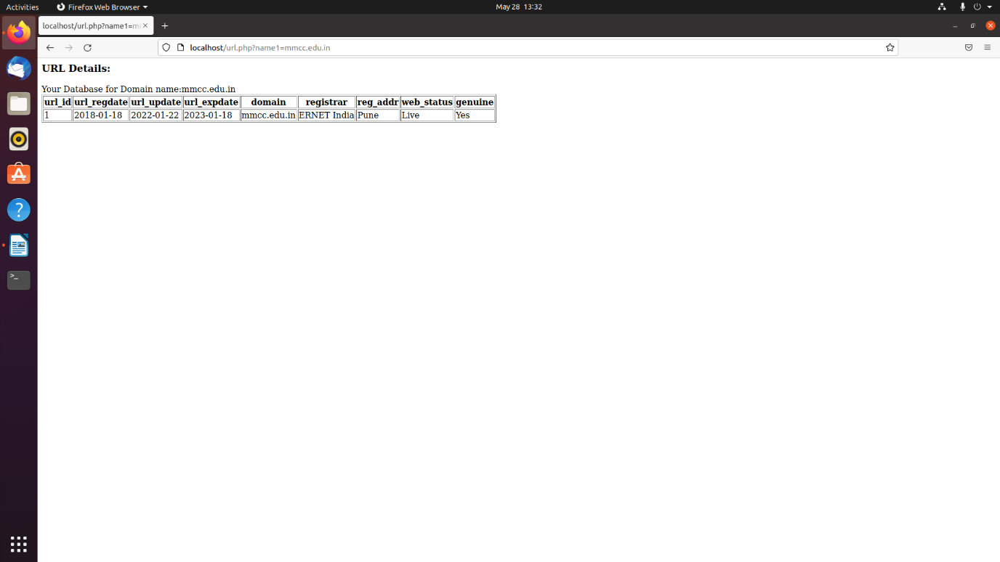 Activities Firefox Web Browser May 28 13:32
localhost/url.php?name1=m
localhost/url.php?name1=mmcc.edu.in
URL Details:
Your Database for Domain name:mmcc.edu.in
url_id url_regdate url_update url_expdate domain registrar reg_addr web_status genuine
1 2018-01-18 2022-01-22 2023-01-18 mmcc.edu.in ERNET India Pune Live Yes